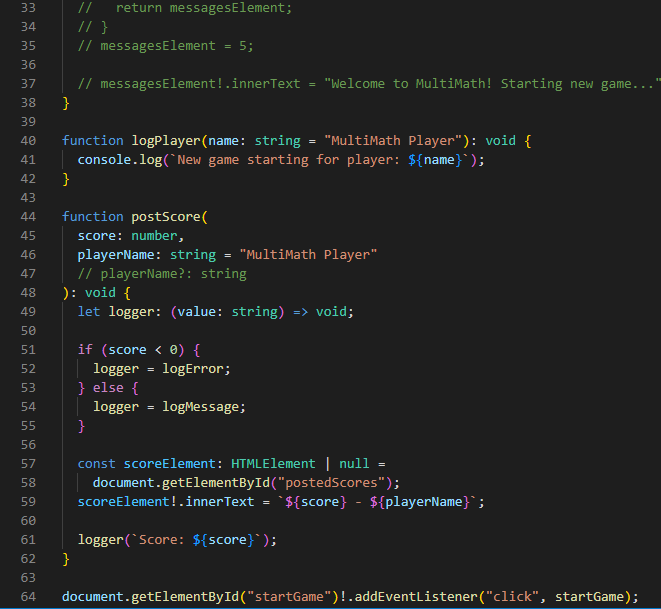 33 //   return messagesElement;
34 // }
35 // messagesElement = 5;
36
37 // messagesElement!.innerText = "Welcome to MultiMath! Starting new game..."
38 }
39
40 function logPlayer(name: string = "MultiMath Player"): void {
41   console.log(`New game starting for player: ${name}`);
42 }
43
44 function postScore(
45   score: number,
46   playerName: string = "MultiMath Player"
47   // playerName?: string
48 ): void {
49   let logger: (value: string) => void;
50
51   if (score < 0) {
52     logger = logError;
53   } else {
54     logger = logMessage;
55   }
56
57   const scoreElement: HTMLElement | null =
58     document.getElementById("postedScores");
59   scoreElement!.innerText = `${score} - ${playerName}`;
60
61   logger(`Score: ${score}`);
62 }
63
64 document.getElementById("startGame")!.addEventListener("click", startGame);